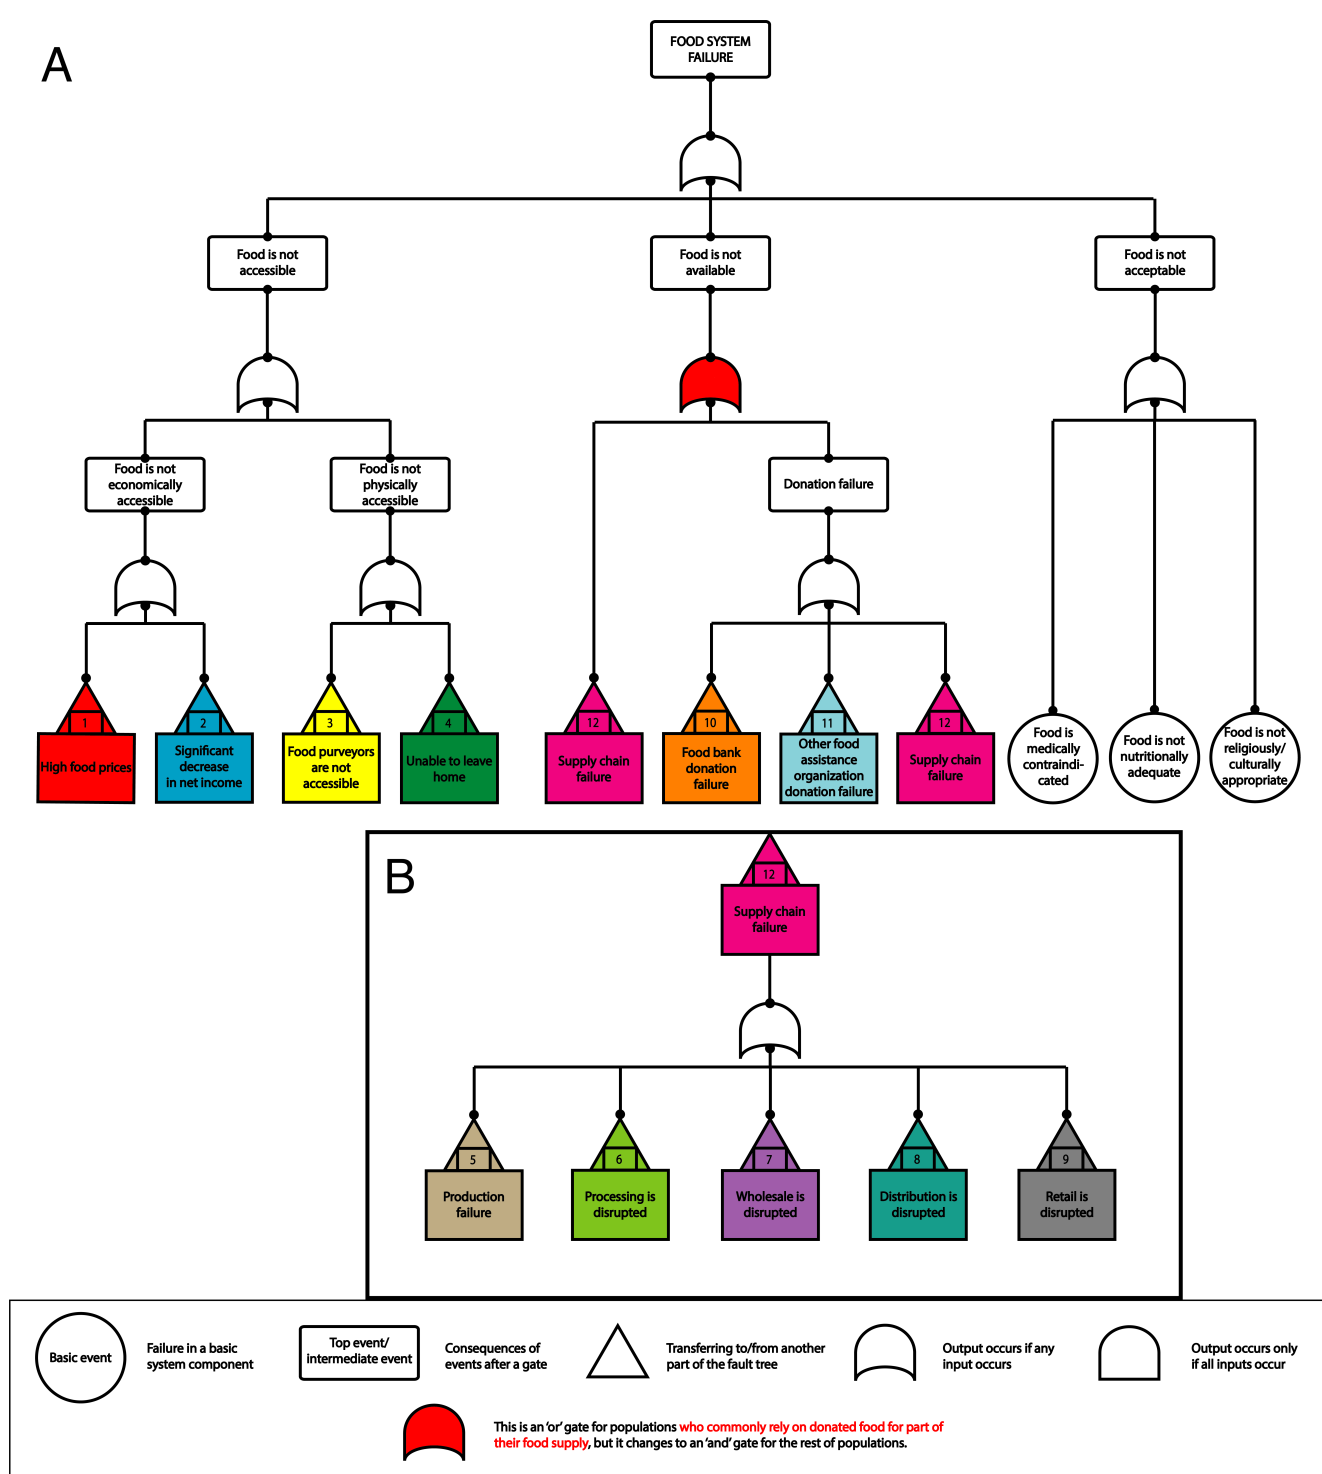 A
FOOD SYSTEM
FAILURE
Food is not
accessible
Food is not
available
Food is not
acceptable
Food is not
economically
accessible
Food is not
physically
accessible
Donation failure
1
High food prices
2
Significant
decrease
in net income
3
Food purveyors
are not
accessible
4
Unable to leave
home
12
Supply chain
failure
10
Food bank
donation
failure
11
Other food
assistance
organization
donation failure
12
Supply chain
failure
Food is
medically
contraindi-
cated
Food is not
nutritionally
adequate
Food is not
religiously/
culturally
appropriate
B
12
Supply chain
failure
5
Production
failure
6
Processing is
disrupted
7
Wholesale is
disrupted
8
Distribution is
disrupted
9
Retail is
disrupted
Basic event
Failure in a basic
system component
Top event/
intermediate event
Consequences of
events after a gate
Transferring to/from another
part of the fault tree
Output occurs if any
input occurs
Output occurs only
if all inputs occur
This is an 'or' gate for populations who commonly rely on donated food for part of
their food supply, but it changes to an 'and' gate for the rest of populations.